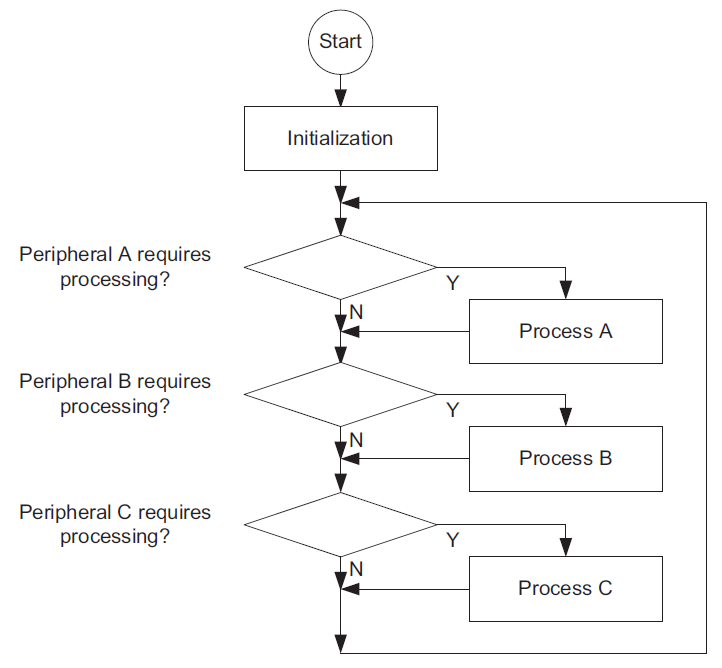 Start
Initialization
Peripheral A requires
processing?
Y
N
Process A
Peripheral B requires
processing?
Y
N
Process B
Peripheral C requires
processing?
Y
N
Process C